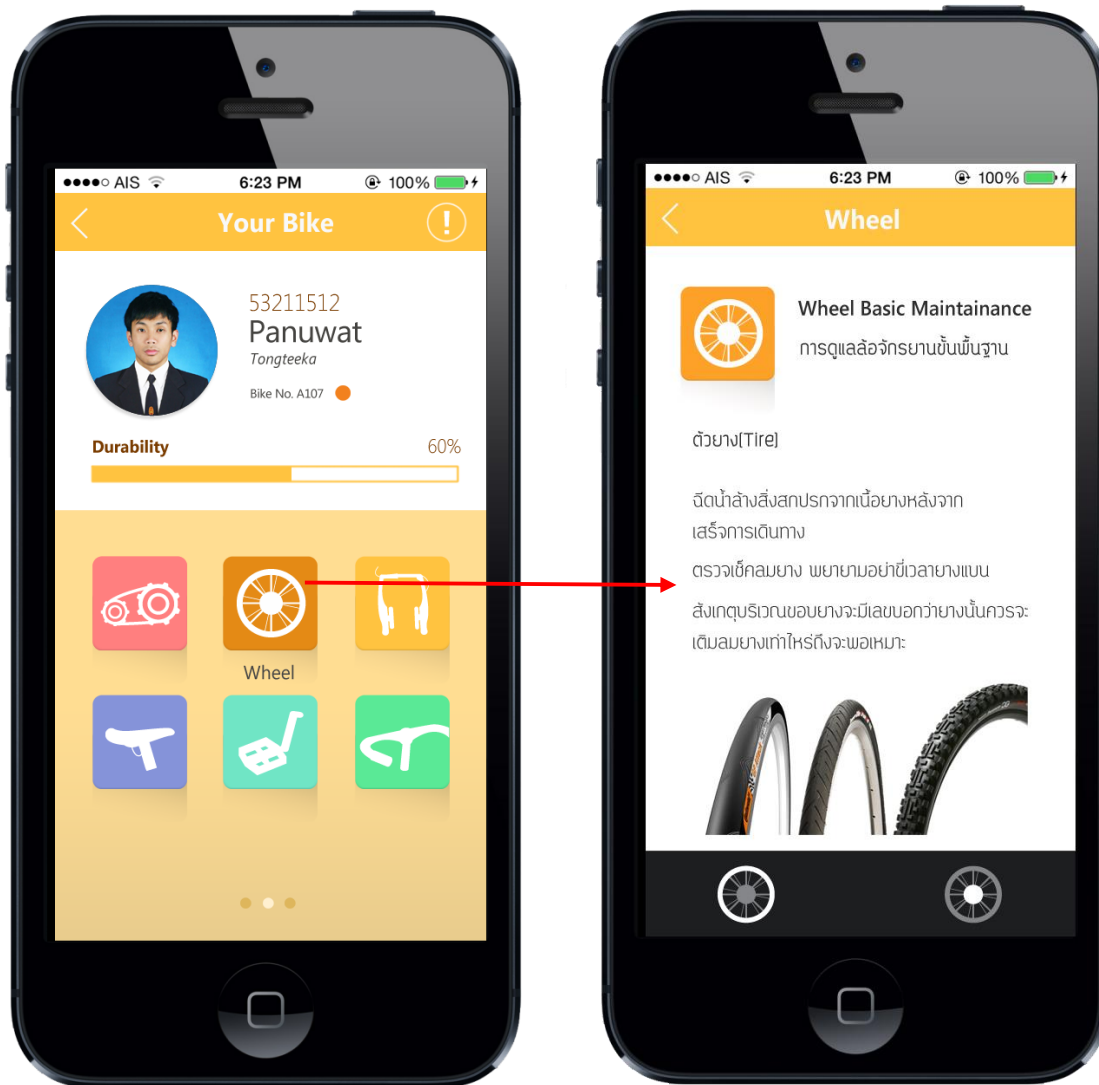 AIS 6:23 PM 100%
Your Bike
53211512
Panuwat
Tongteeka
Bike No. A107
Durability 60%
Wheel
AIS 6:23 PM 100%
Wheel
Wheel Basic Maintainance
การดูแลล้อจักรยานขั้นพื้นฐาน
ตัวยาง(Tire)
ฉีดน้ำล้างสิ่งสกปรกจากเนื้อยางหลังจาก
เสร็จการเดินทาง
ตรวจเช็คลมยาง พยายามอย่าขี่เวลายางแบน
สังเกตุบริเวณขอบยางจะมีเลขบอกว่ายางนั้นควรจะ
เติมลมยางเท่าไหร่ถึงจะพอเหมาะ